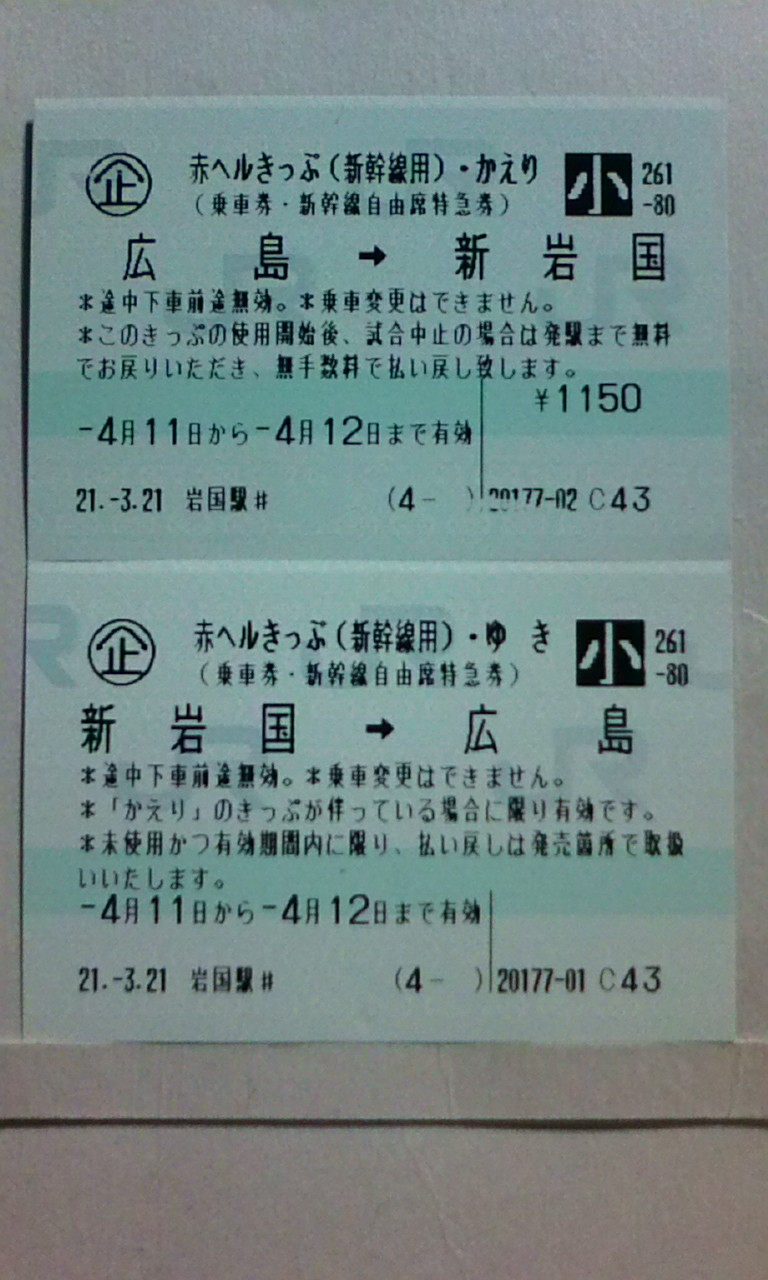 企 赤ヘルきっぷ(新幹線用)・かえり 小 261
(乗車券・新幹線自由席特急券) -80
広島 → 新岩国
*途中下車前途無効。*乗車変更はできません。
*このきっぷの使用開始後、試合中止の場合は発駅まで無料
でお戻りいただき、無手数料で払い戻し致します。
¥1150
-4月11日から-4月12日まで有効
21.-3.21 岩国駅# (4- ) 20177-02 C43
企 赤ヘルきっぷ(新幹線用)・ゆき 小 261
(乗車券・新幹線自由席特急券) -80
新岩国 → 広島
*途中下車前途無効。*乗車変更はできません。
*「かえり」のきっぷが伴っている場合に限り有効です。
*未使用かつ有効期間内に限り、払い戻しは発売箇所で取扱
いいたします。
-4月11日から-4月12日まで有効
21.-3.21 岩国駅# (4- ) 20177-01 C43